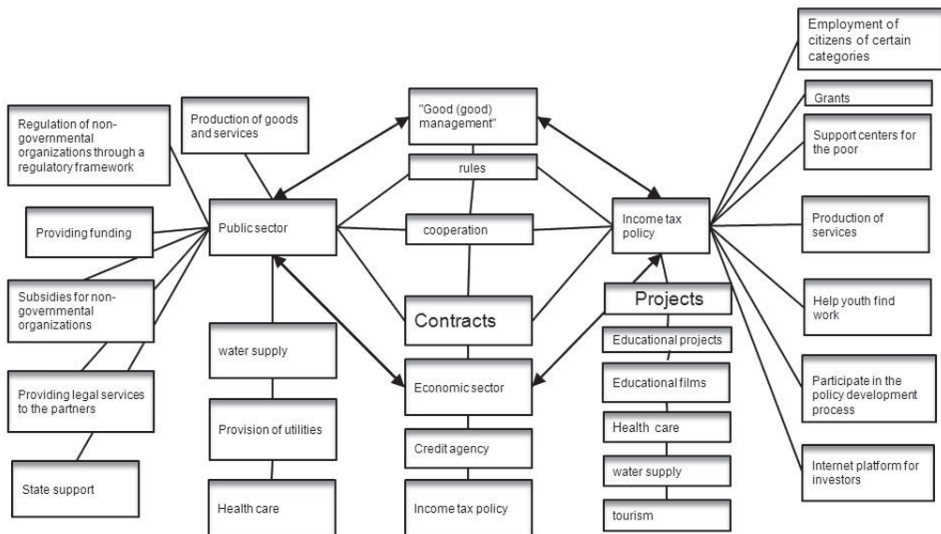 Regulation of non-
governmental
organizations through a
regulatory framework
Providing funding
Subsidies for non-
governmental
organizations
Providing legal services
to the partners
State support
Production of goods
and services
Public sector
water supply
Provision of utilities
Health care
"Good (good)
management"
rules
cooperation
Contracts
Economic sector
Credit agency
Income tax policy
Income tax
policy
Projects
Educational projects
Educational films
Health care
water supply
tourism
Employment of
citizens of certain
categories
Grants
Support centers for
the poor
Production of
services
Help youth find
work
Participate in the
policy development
process
Internet platform for
investors